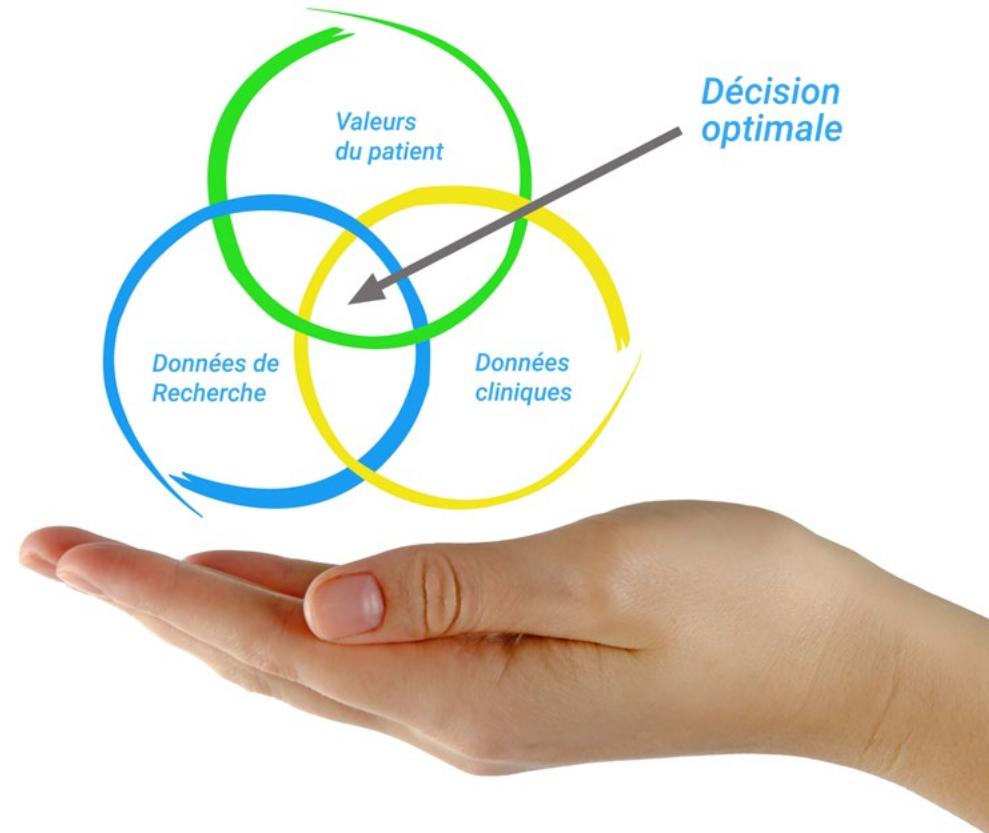 Valeurs
du patient
Décision
optimale
Données de
Recherche
Données
cliniques